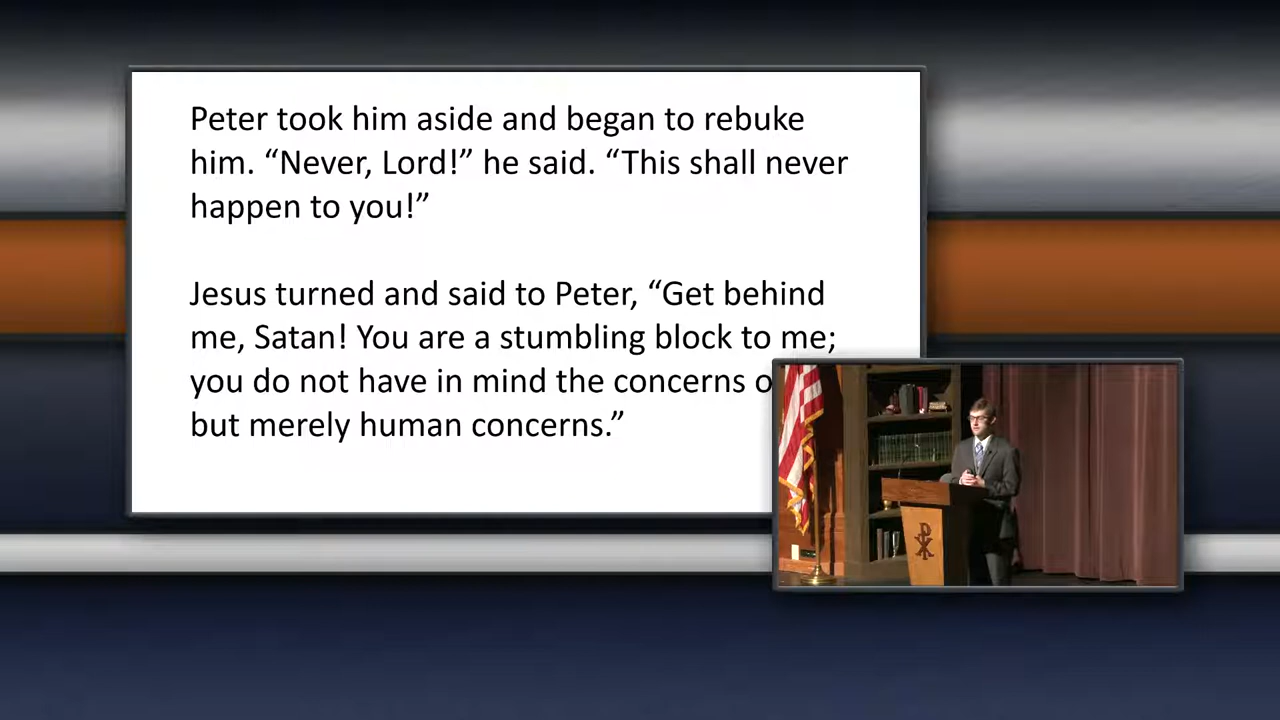 Peter took him aside and began to rebuke
him. “Never, Lord!” he said. “This shall never
happen to you!”
Jesus turned and said to Peter, “Get behind
me, Satan! You are a stumbling block to me;
you do not have in mind the concerns
but merely human concerns.”